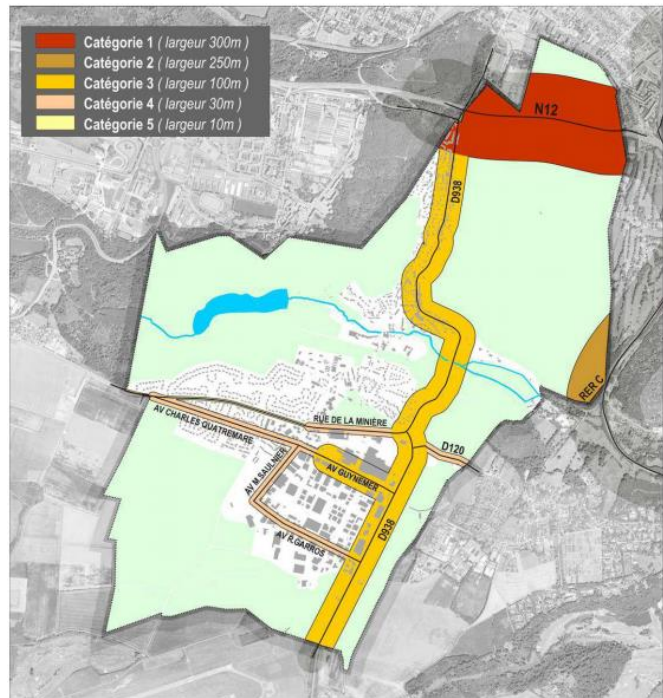 Catégorie 1 ( largeur 300m )
Catégorie 2 ( largeur 250m )
Catégorie 3 ( largeur 100m )
Catégorie 4 ( largeur 30m )
Catégorie 5 ( largeur 10m )
N12
D938
RER C
RUE DE LA MINIÈRE
AV CHARLES QUATREMARE
D120
AV M.SAULNIER
AV GUYNEMER
AV R.GARROS
D938